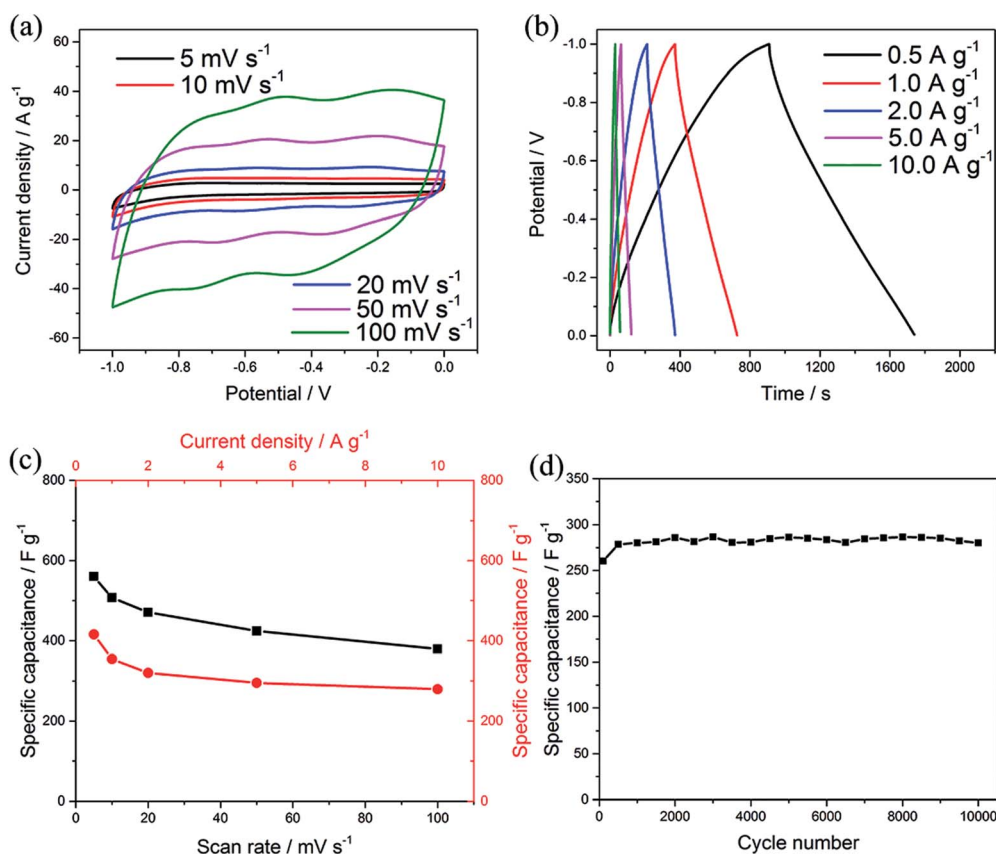 (a)
60
40
20
0
-20
-40
-60
Current density / A g⁻¹
5 mV s⁻¹
10 mV s⁻¹
20 mV s⁻¹
50 mV s⁻¹
100 mV s⁻¹
-1.0 -0.8 -0.6 -0.4 -0.2 0.0
Potential / V
(b)
-1.0
-0.8
-0.6
-0.4
-0.2
0.0
Potential / V
0.5 A g⁻¹
1.0 A g⁻¹
2.0 A g⁻¹
5.0 A g⁻¹
10.0 A g⁻¹
0 400 800 1200 1600 2000
Time / s
(c)
Current density / A g⁻¹
0 2 4 6 8 10
800
600
400
200
0
Specific capacitance / F g⁻¹
800
600
400
200
0
Specific capacitance / F g⁻¹
0 20 40 60 80 100
Scan rate / mV s⁻¹
(d)
350
300
250
200
150
100
50
0
Specific capacitance / F g⁻¹
0 2000 4000 6000 8000 10000
Cycle number